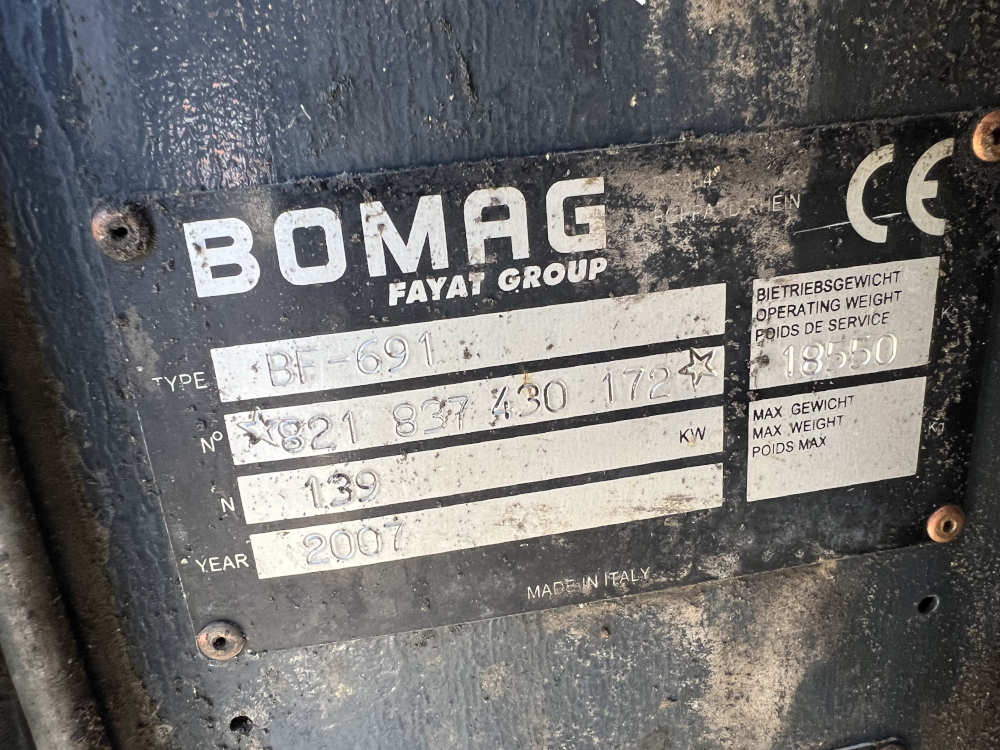 BOMAG
FAYAT GROUP
CE
TYPE BF-691
Nº ☆821 837 430 172☆
N 139 KW
YEAR 2007
MADE IN ITALY
BIETRIEBSGEWICHT
OPERATING WEIGHT
POIDS DE SERVICE
18550
MAX GEWICHT
MAX WEIGHT
POIDS MAX